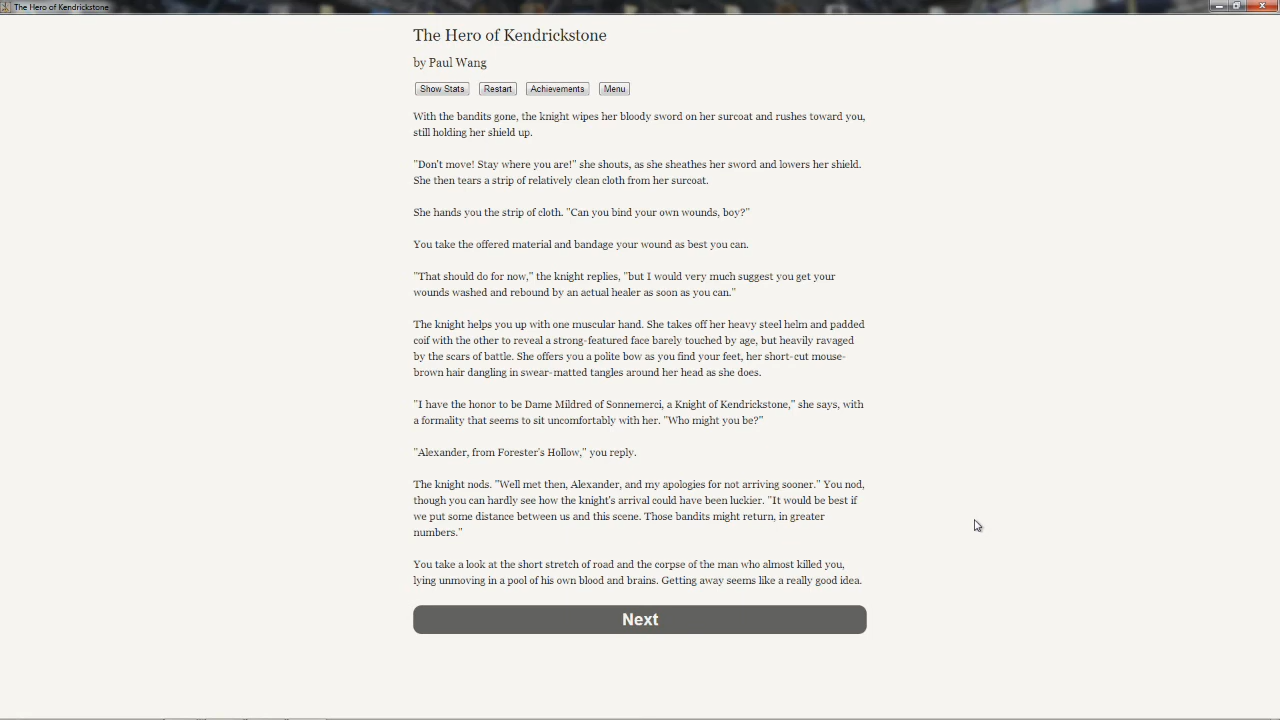 The Hero of Kendrickstone
The Hero of Kendrickstone
by Paul Wang
Show Stats Restart Achievements Menu
With the bandits gone, the knight wipes her bloody sword on her surcoat and rushes toward you,
still holding her shield up.
"Don't move! Stay where you are!" she shouts, as she sheathes her sword and lowers her shield.
She then tears a strip of relatively clean cloth from her surcoat.
She hands you the strip of cloth. "Can you bind your own wounds, boy?"
You take the offered material and bandage your wound as best you can.
"That should do for now," the knight replies, "but I would very much suggest you get your
wounds washed and rebound by an actual healer as soon as you can."
The knight helps you up with one muscular hand. She takes off her heavy steel helm and padded
coif with the other to reveal a strong-featured face barely touched by age, but heavily ravaged
by the scars of battle. She offers you a polite bow as you find your feet, her short-cut mouse-
brown hair dangling in swear-matted tangles around her head as she does.
"I have the honor to be Dame Mildred of Sonnemerci, a Knight of Kendrickstone," she says, with
a formality that seems to sit uncomfortably with her. "Who might you be?"
"Alexander, from Forester's Hollow," you reply.
The knight nods. "Well met then, Alexander, and my apologies for not arriving sooner." You nod,
though you can hardly see how the knight's arrival could have been luckier. "It would be best if
we put some distance between us and this scene. Those bandits might return, in greater
numbers."
You take a look at the short stretch of road and the corpse of the man who almost killed you,
lying unmoving in a pool of his own blood and brains. Getting away seems like a really good idea.
Next